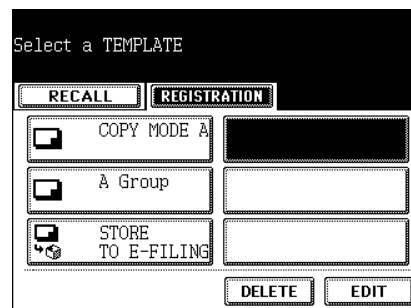 Select a TEMPLATE
RECALL REGISTRATION
COPY MODE A
A Group
STORE
TO E-FILING
DELETE EDIT